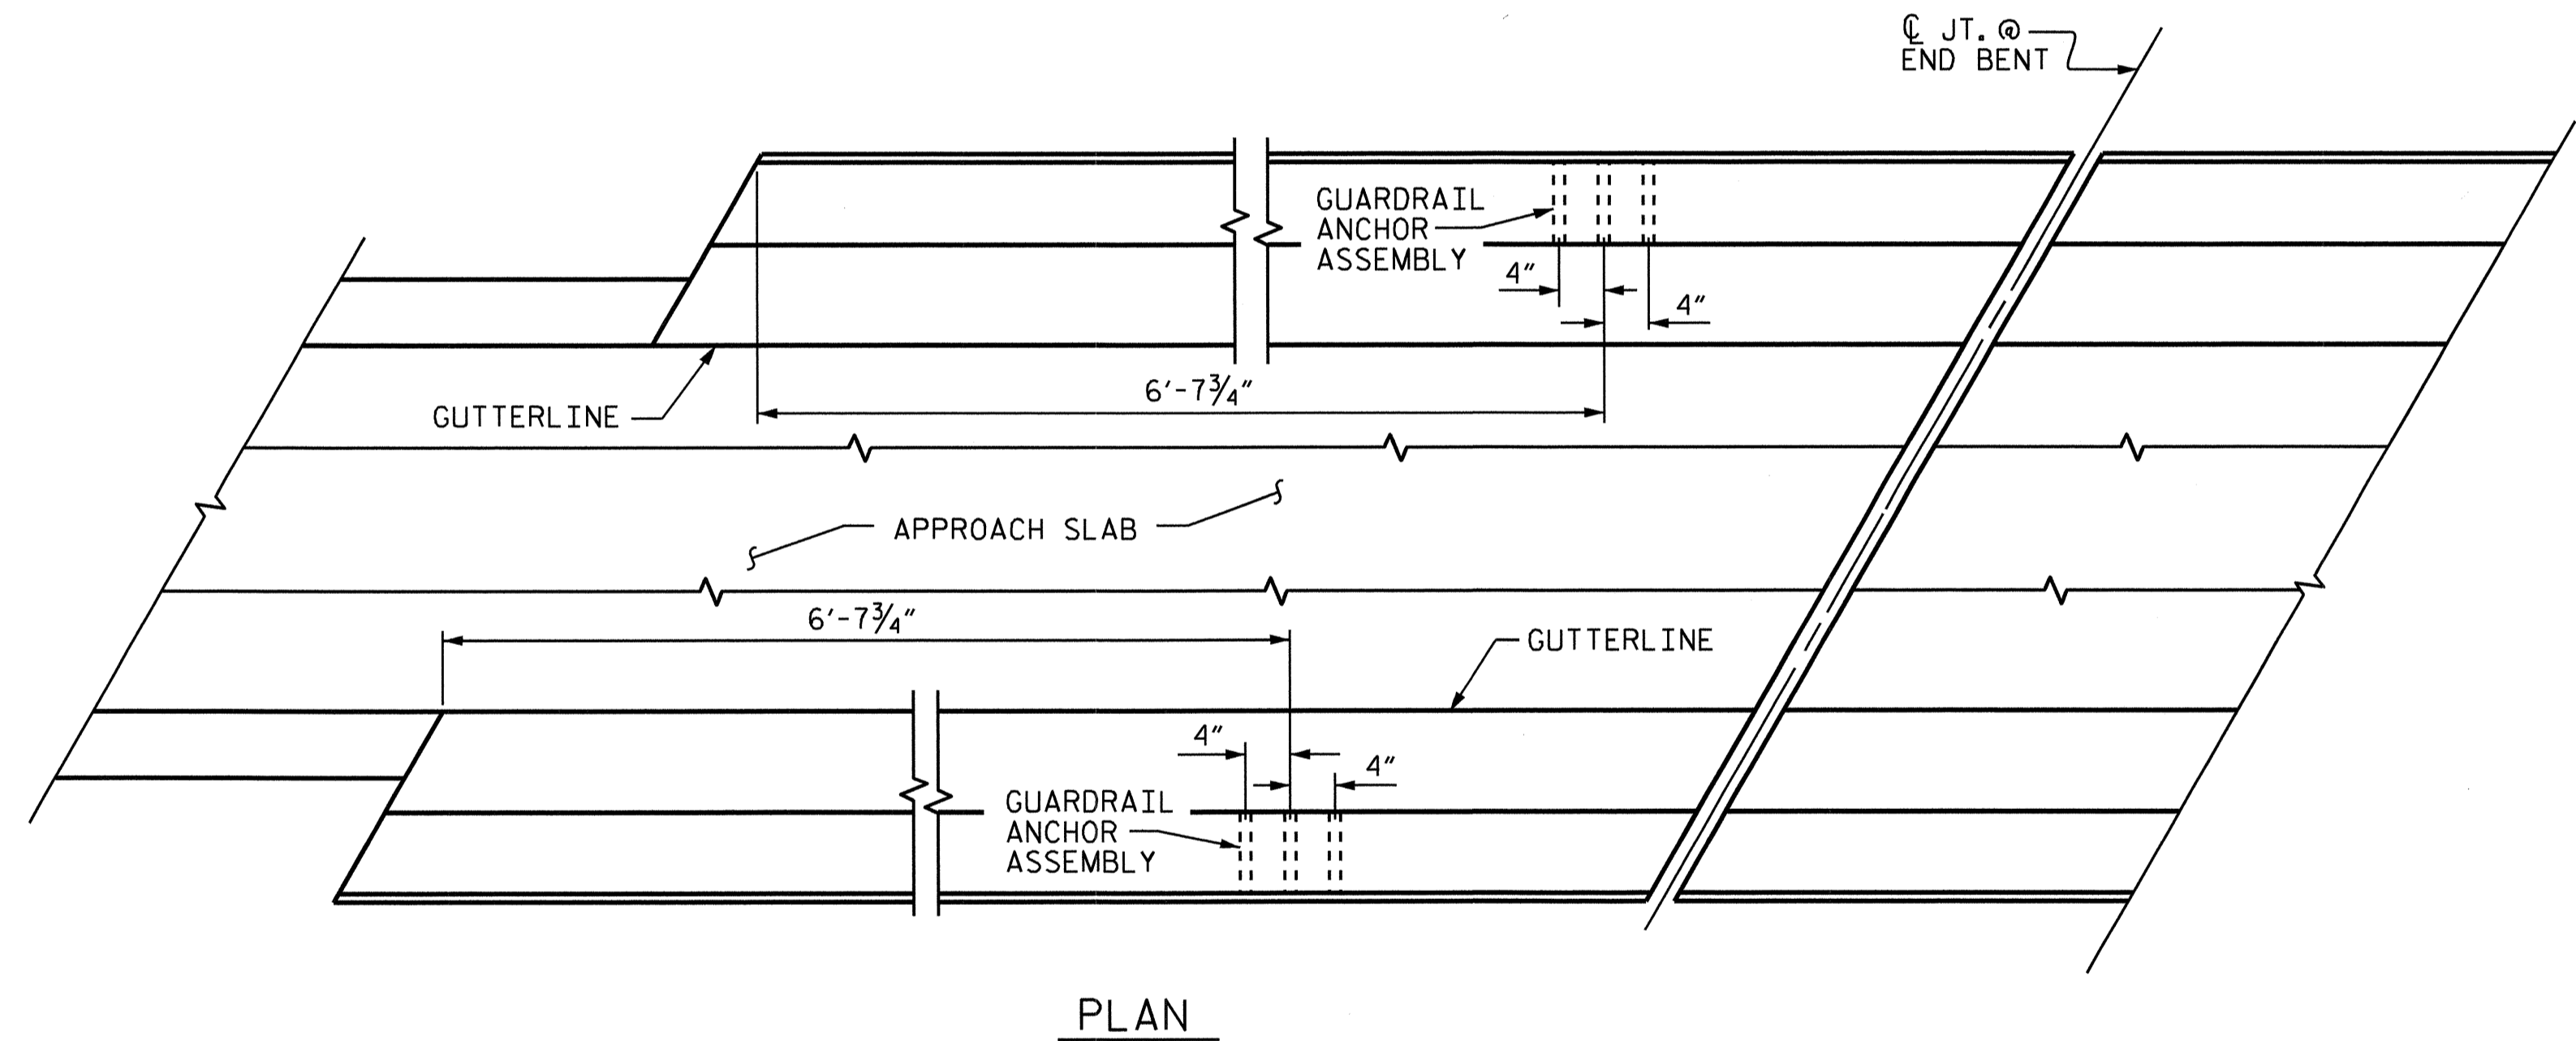 ℄ JT. @
END BENT
GUARDRAIL
ANCHOR
ASSEMBLY
4"
4"
6'-7¾"
GUTTERLINE
APPROACH SLAB
6'-7¾"
GUTTERLINE
4"
4"
GUARDRAIL
ANCHOR
ASSEMBLY
PLAN